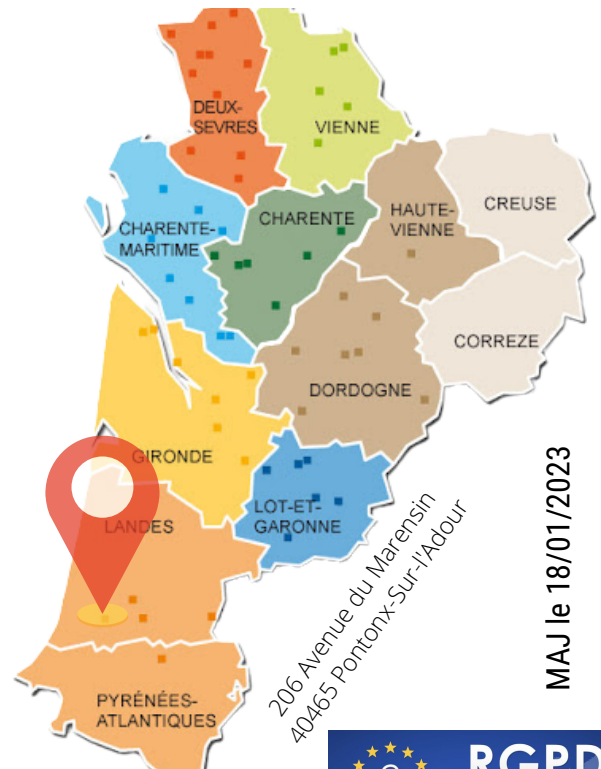 DEUX-
SEVRES
VIENNE
CHARENTE-
MARITIME
CHARENTE
HAUTE-
VIENNE
CREUSE
CORREZE
DORDOGNE
GIRONDE
LOT-ET-
GARONNE
LANDES
PYRÉNÉES-
ATLANTIQUES
206 Avenue du Marensin
40465 Pontonx-Sur-l'Adour
MAJ le 18/01/2023
RGPD